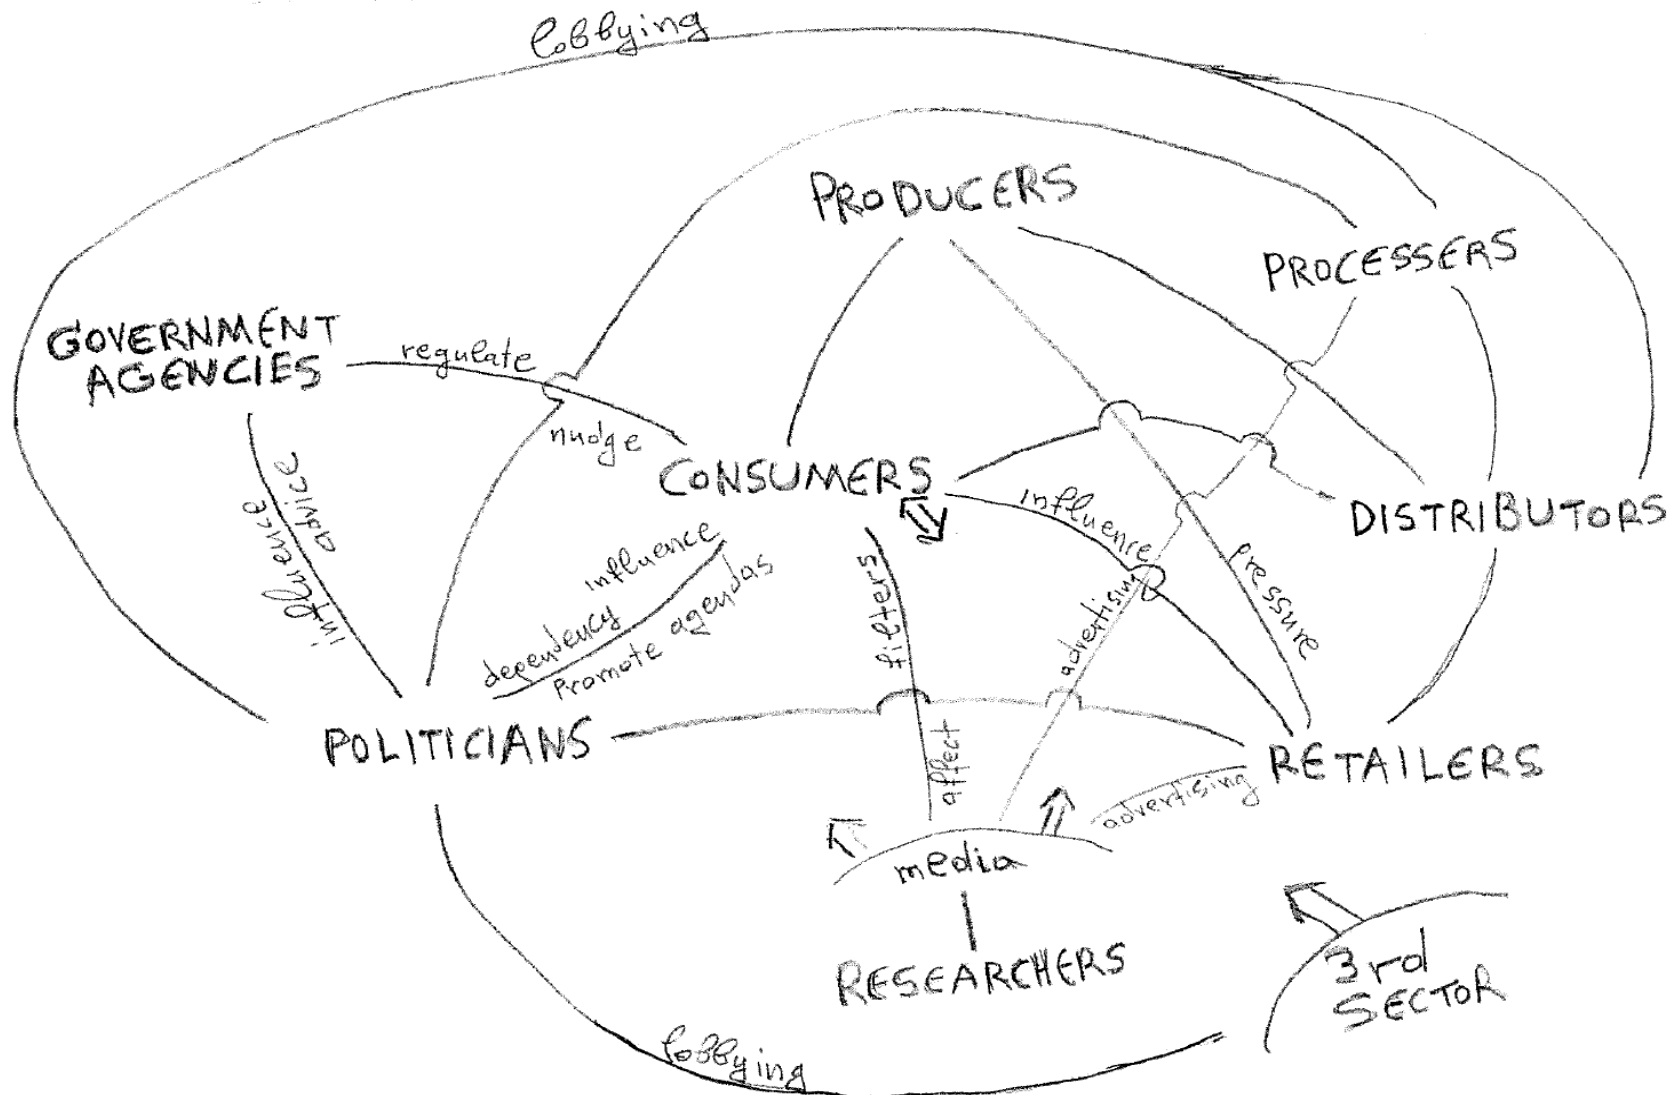 lobbying
PRODUCERS
PROCESSERS
GOVERNMENT
AGENCIES
regulate
nudge
CONSUMERS
influence
DISTRIBUTORS
advice
influence
influence
dependency
Promote agendas
filters
advertising
pressure
POLITICIANS
affect
RETAILERS
advertising
media
RESEARCHERS
3rd
SECTOR
lobbying